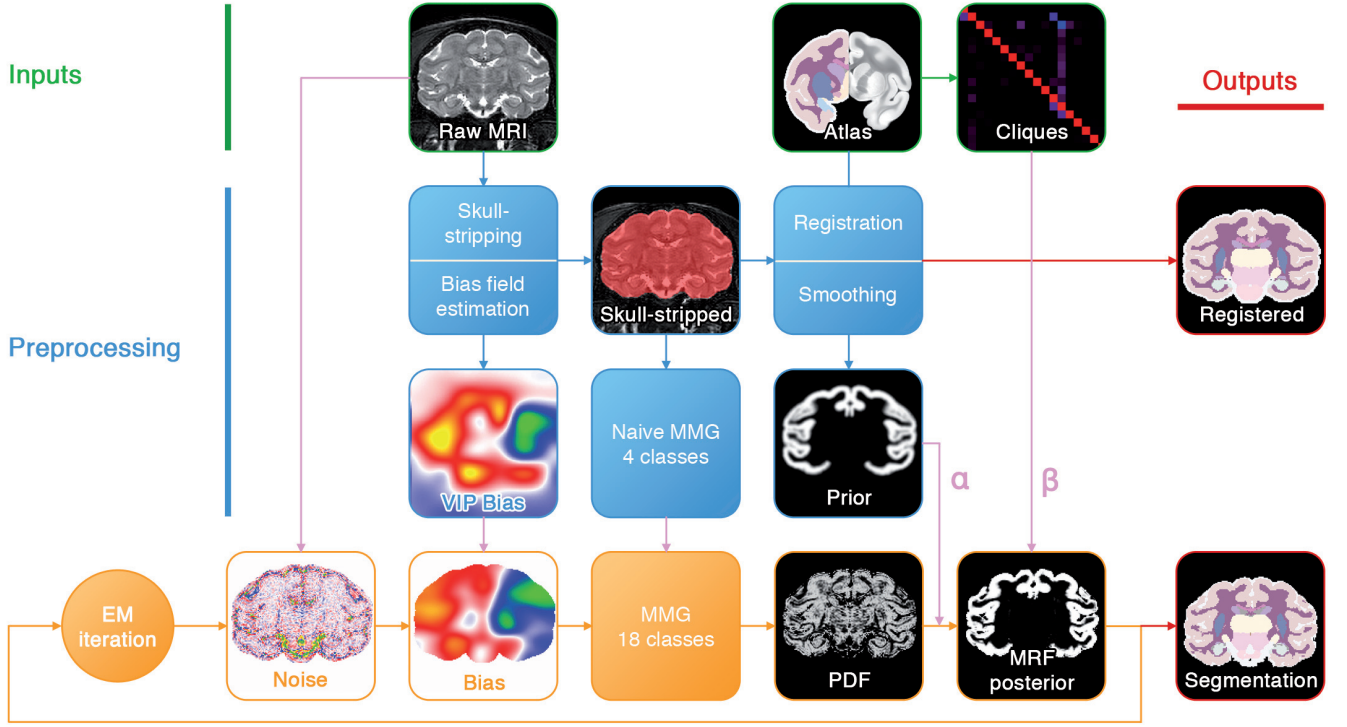 Inputs
Raw MRI
Atlas
Cliques
Outputs
Preprocessing
Skull-
stripping
Bias field
estimation
Skull-stripped
Registration
Smoothing
Registered
VIP Bias
Naive MMG
4 classes
Prior
α
β
EM
iteration
Noise
Bias
MMG
18 classes
PDF
MRF
posterior
Segmentation